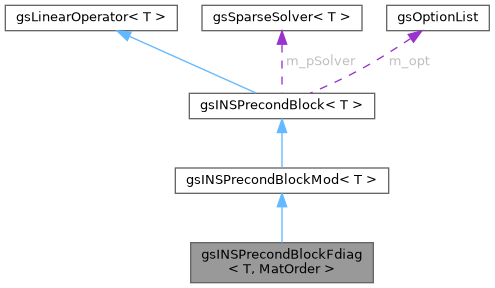 gsLinearOperator< T >
gsSparseSolver< T >
gsOptionList
m_pSolver
m_opt
gsINSPrecondBlock< T >
gsINSPrecondBlockMod< T >
gsINSPrecondBlockFdiag
< T, MatOrder >